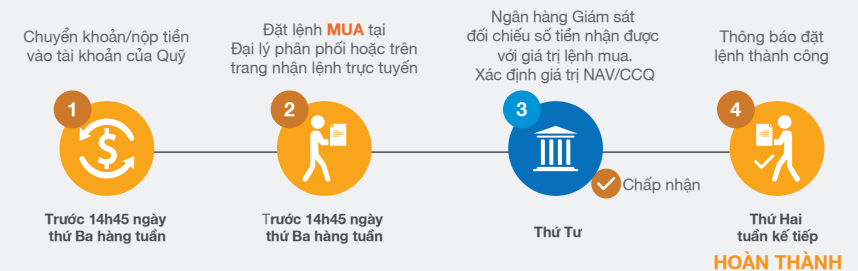 1
Chuyển khoản/nộp tiền
vào tài khoản của Quỹ
$
Trước 14h45 ngày
thứ Ba hàng tuần
2
Đặt lệnh MUA tại
Đại lý phân phối hoặc trên
trang nhận lệnh trực tuyến
Trước 14h45 ngày
thứ Ba hàng tuần
3
Ngân hàng Giám sát
đối chiếu số tiền nhận được
với giá trị lệnh mua.
Xác định giá trị NAV/CCQ
Chấp nhận
Thứ Tư
4
Thông báo đặt
lệnh thành công
Thứ Hai
tuần kế tiếp
HOÀN THÀNH